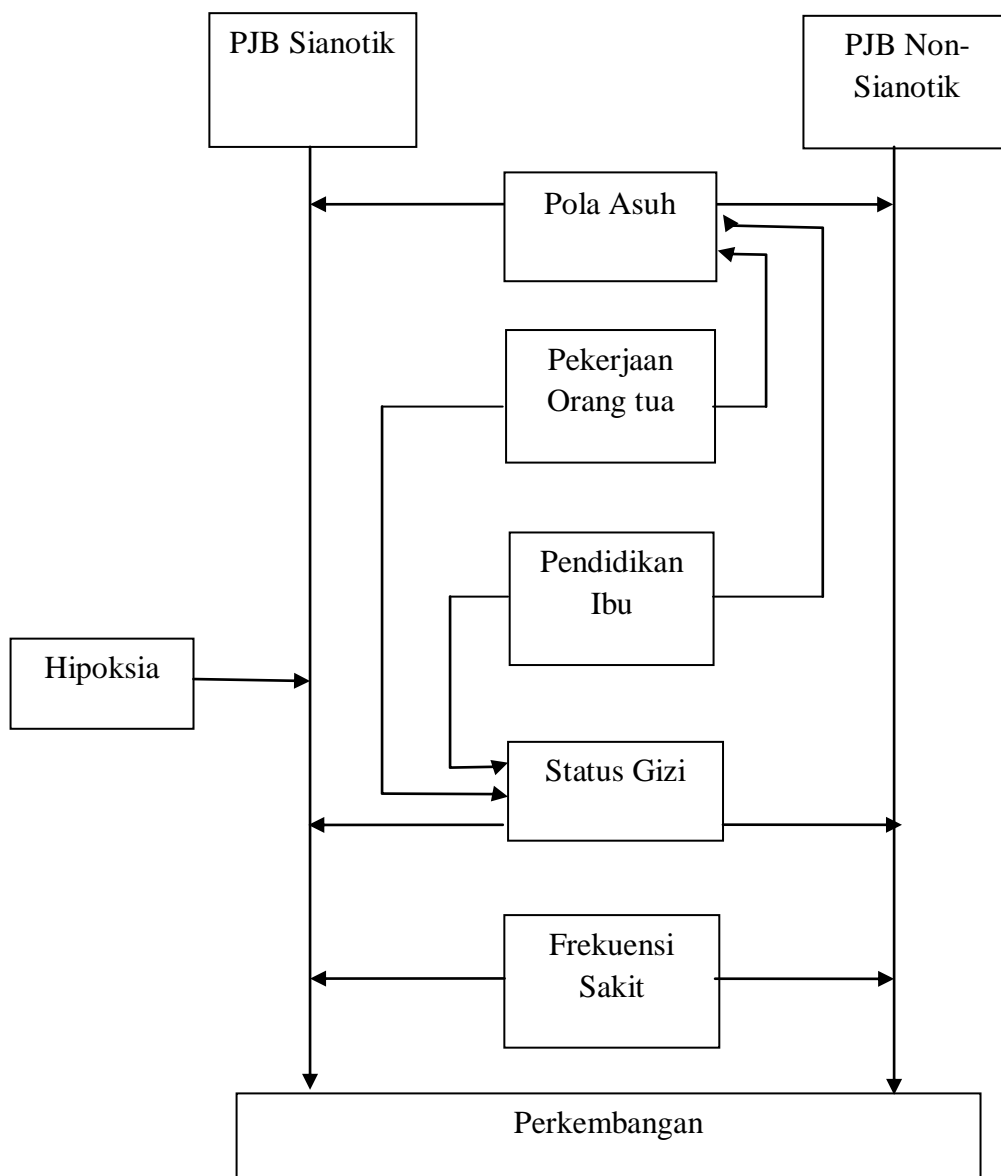 PJB Sianotik
PJB Non-
Sianotik
Pola Asuh
Pekerjaan
Orang tua
Pendidikan
Ibu
Hipoksia
Status Gizi
Frekuensi
Sakit
Perkembangan